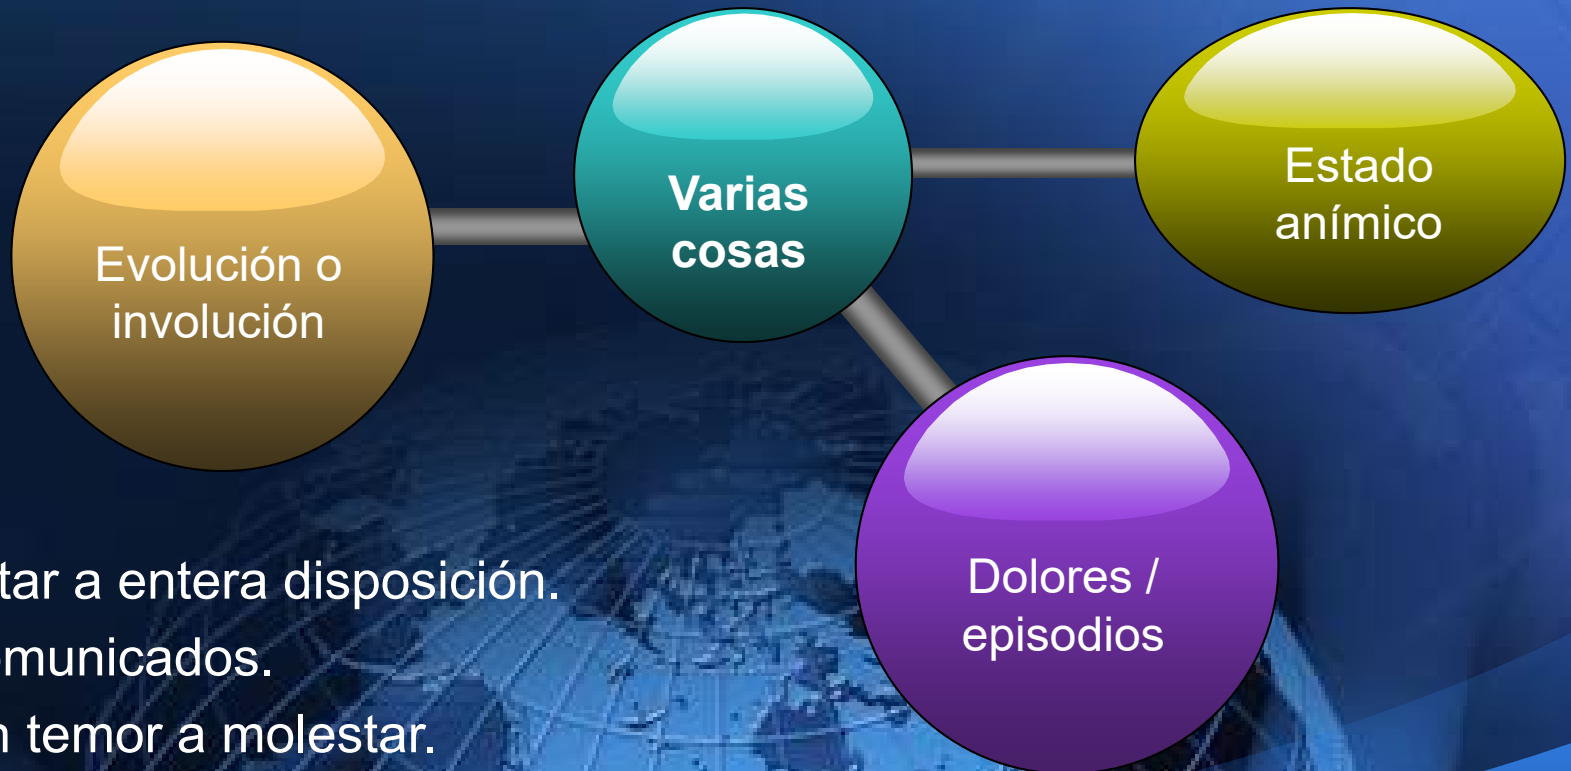 Varias
cosas
Estado
anímico
Evolución o
involución
Dolores /
episodios
tar a entera disposición.
municados.
temor a molestar.